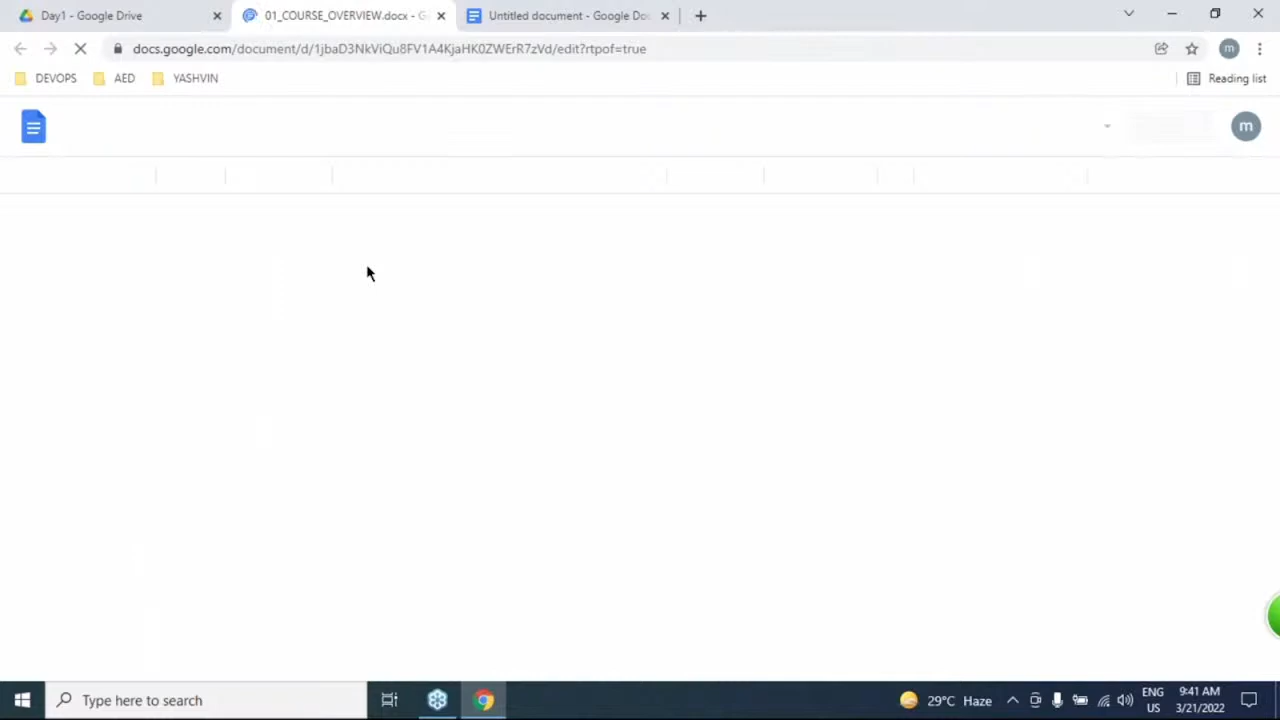 Day1 - Google Drive
01_COURSE_OVERVIEW.docx - G
Untitled document - Google Doc
docs.google.com/document/d/1jbaD3NkViQu8FV1A4KjaHK0ZWErR7zVd/edit?rtpof=true
m
DEVOPS
AED
YASHVIN
Reading list
m
Type here to search
29°C Haze
ENG
US
9:41 AM
3/21/2022